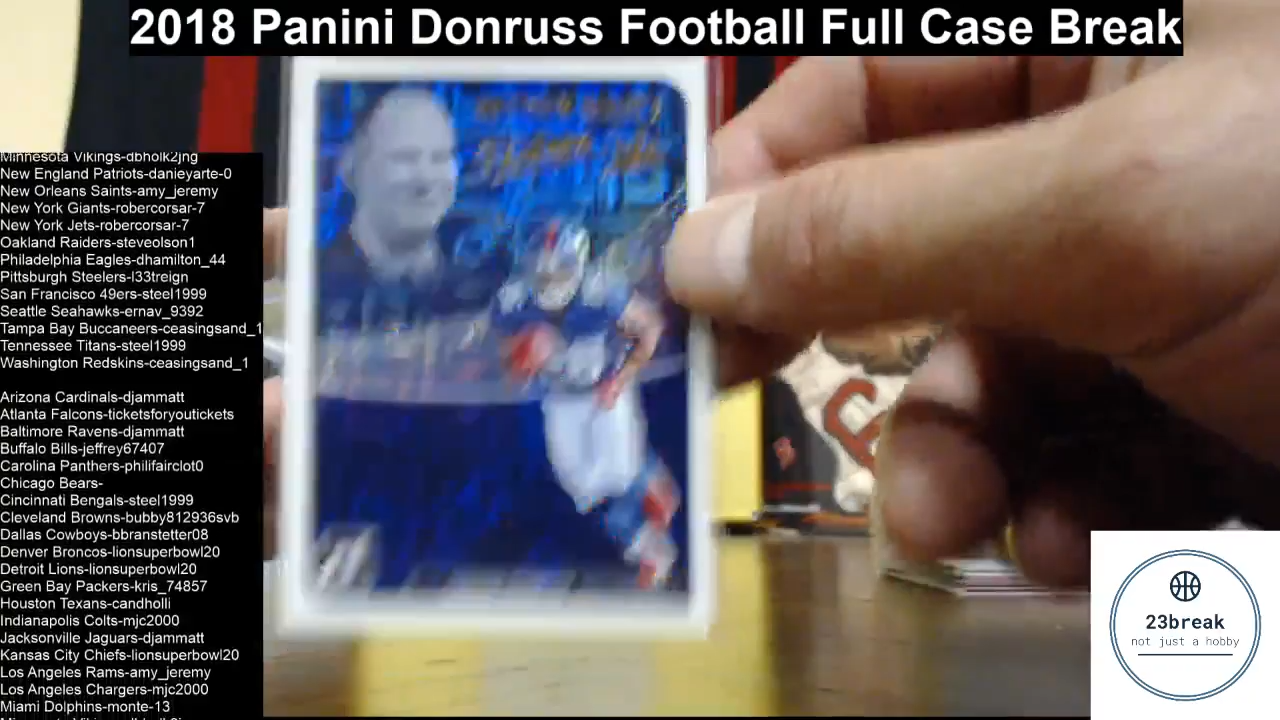 2018 Panini Donruss Football Full Case Break
Minnesota Vikings-dbholk2jng
New England Patriots-danieyarte-0
New Orleans Saints-amy_jeremy
New York Giants-robercorsar-7
New York Jets-robercorsar-7
Oakland Raiders-steveolson1
Philadelphia Eagles-dhamilton_44
Pittsburgh Steelers-l33treign
San Francisco 49ers-steel1999
Seattle Seahawks-ernav_9392
Tampa Bay Buccaneers-ceasingsand_1
Tennessee Titans-steel1999
Washington Redskins-ceasingsand_1
Arizona Cardinals-djammatt
Atlanta Falcons-ticketsforyoutickets
Baltimore Ravens-djammatt
Buffalo Bills-jeffrey67407
Carolina Panthers-philifairclot0
Chicago Bears-
Cincinnati Bengals-steel1999
Cleveland Browns-bubby812936svb
Dallas Cowboys-bbranstetter08
Denver Broncos-lionsuperbowl20
Detroit Lions-lionsuperbowl20
Green Bay Packers-kris_74857
Houston Texans-candholli
Indianapolis Colts-mjc2000
Jacksonville Jaguars-djammatt
Kansas City Chiefs-lionsuperbowl20
Los Angeles Rams-amy_jeremy
Los Angeles Chargers-mjc2000
Miami Dolphins-monte-13
23break
not just a hobby